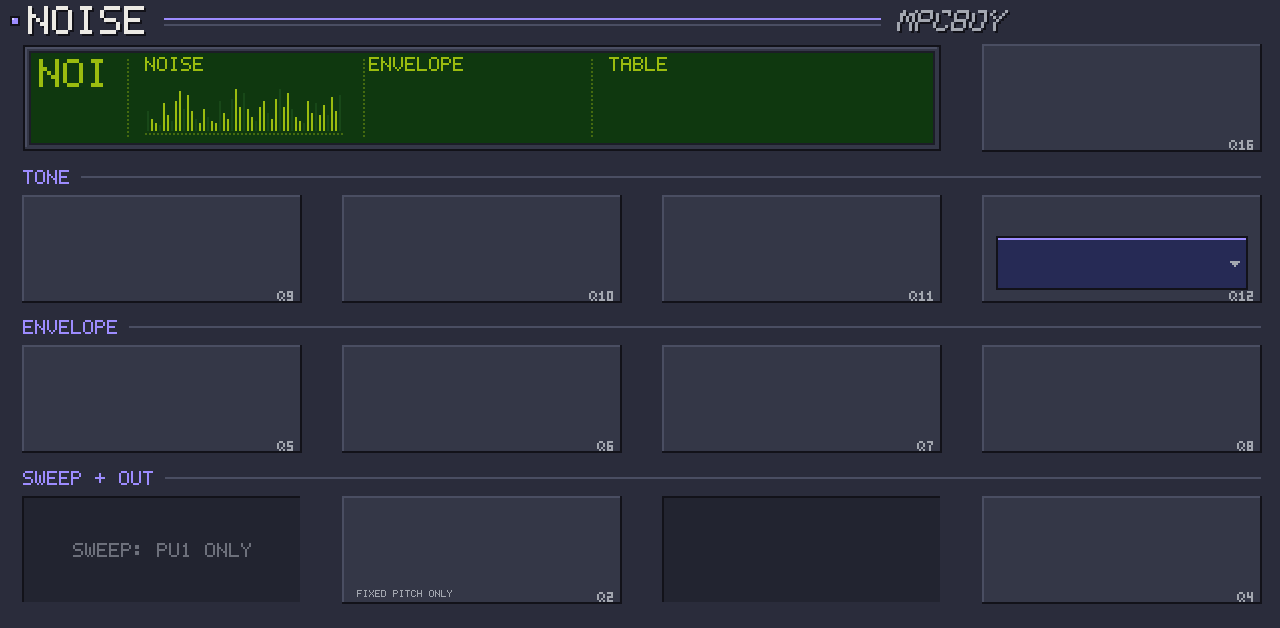 NOISE
MPCBOY
NOI
NOISE
ENVELOPE
TABLE
Q16
TONE
Q9
Q10
Q11
Q12
ENVELOPE
Q5
Q6
Q7
Q8
SWEEP + OUT
SWEEP: PU1 ONLY
FIXED PITCH ONLY
Q2
Q4